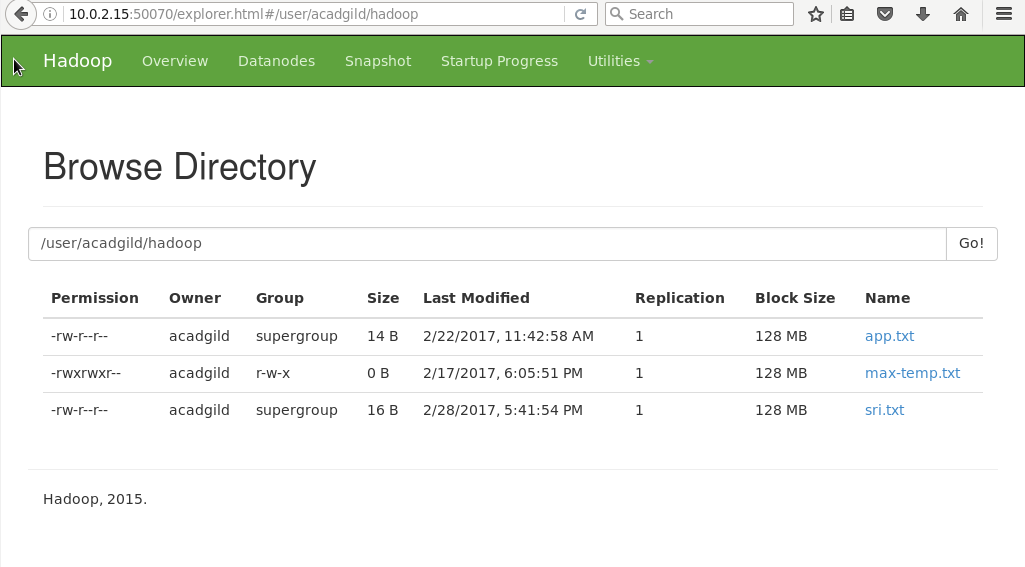 10.0.2.15:50070/explorer.html#/user/acadgild/hadoop Search
Hadoop Overview Datanodes Snapshot Startup Progress Utilities
Browse Directory
/user/acadgild/hadoop Go!
Permission Owner Group Size Last Modified Replication Block Size Name
-rw-r--r-- acadgild supergroup 14 B 2/22/2017, 11:42:58 AM 1 128 MB app.txt
-rwxrwxr-- acadgild r-w-x 0 B 2/17/2017, 6:05:51 PM 1 128 MB max-temp.txt
-rw-r--r-- acadgild supergroup 16 B 2/28/2017, 5:41:54 PM 1 128 MB sri.txt
Hadoop, 2015.